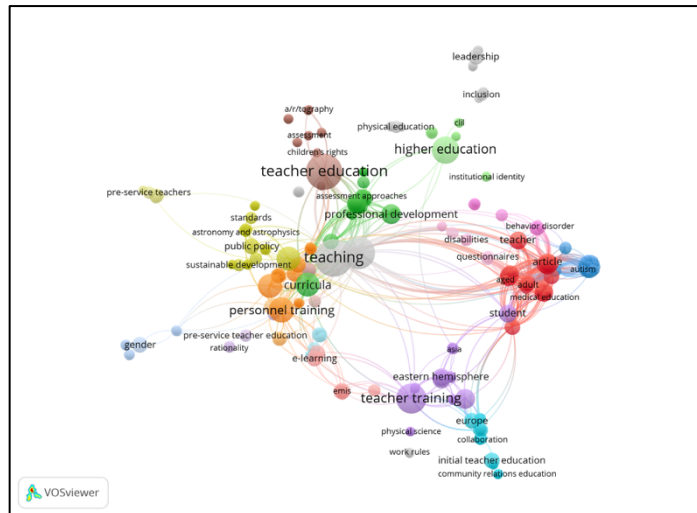 leadership
inclusion
a/r/tography
assessment
children's rights
physical education
clil
higher education
teacher education
institutional identity
pre-service teachers
assessment approaches
professional development
standards
astronomy and astrophysics
public policy
sustainable development
behavior disorder
teacher
disabilities
questionnaires
teaching
article
autism
aged
adult
medical education
curricula
personnel training
student
pre-service teacher education
gender
rationality
e-learning
asia
eastern hemisphere
emis
teacher training
europe
physical science
collaboration
work rules
initial teacher education
community relations education
VOSviewer